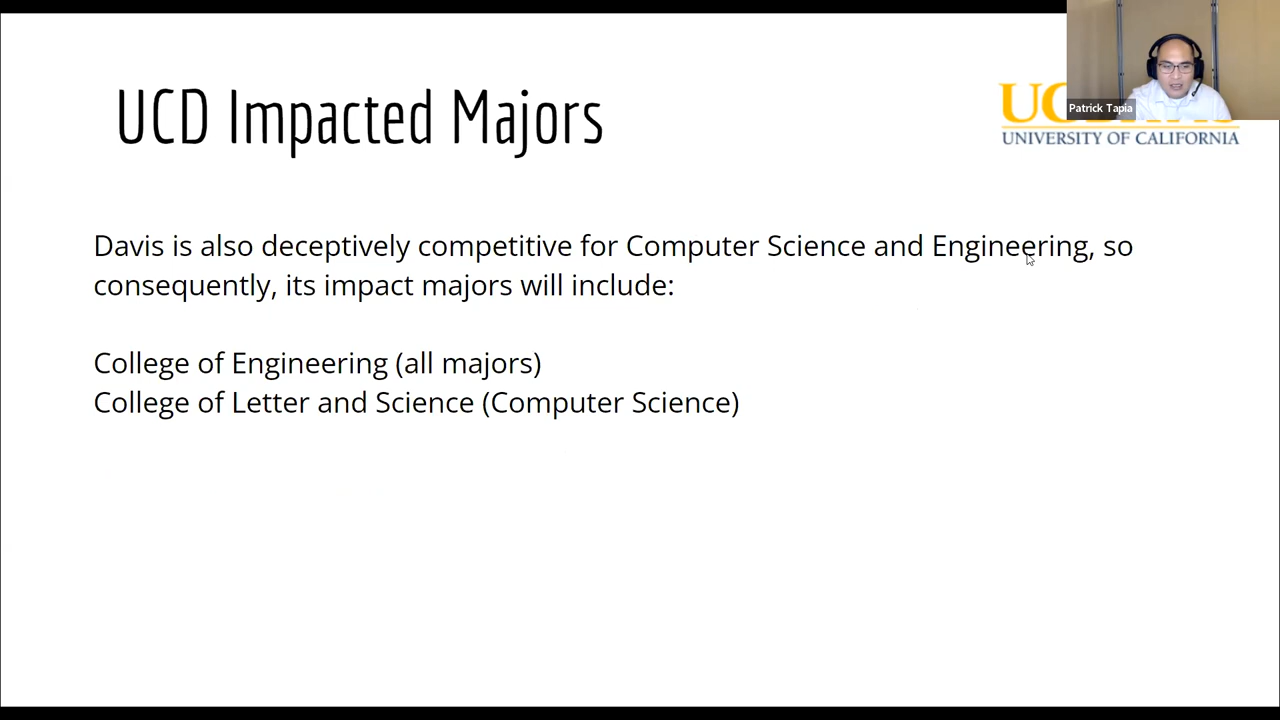 UCD Impacted Majors
UC
Patrick Tapia
UNIVERSITY OF CALIFORNIA
Davis is also deceptively competitive for Computer Science and Engineering, so
consequently, its impact majors will include:
College of Engineering (all majors)
College of Letter and Science (Computer Science)